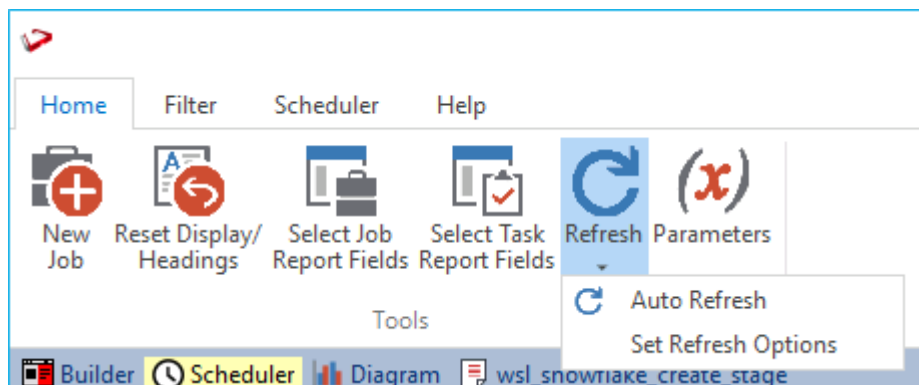 Home Filter Scheduler Help
New Job
Reset Display/ Headings
Select Job Report Fields
Select Task Report Fields
Refresh
Parameters
Auto Refresh
Tools
Set Refresh Options
Builder Scheduler Diagram wsl_snowflake_create_stage